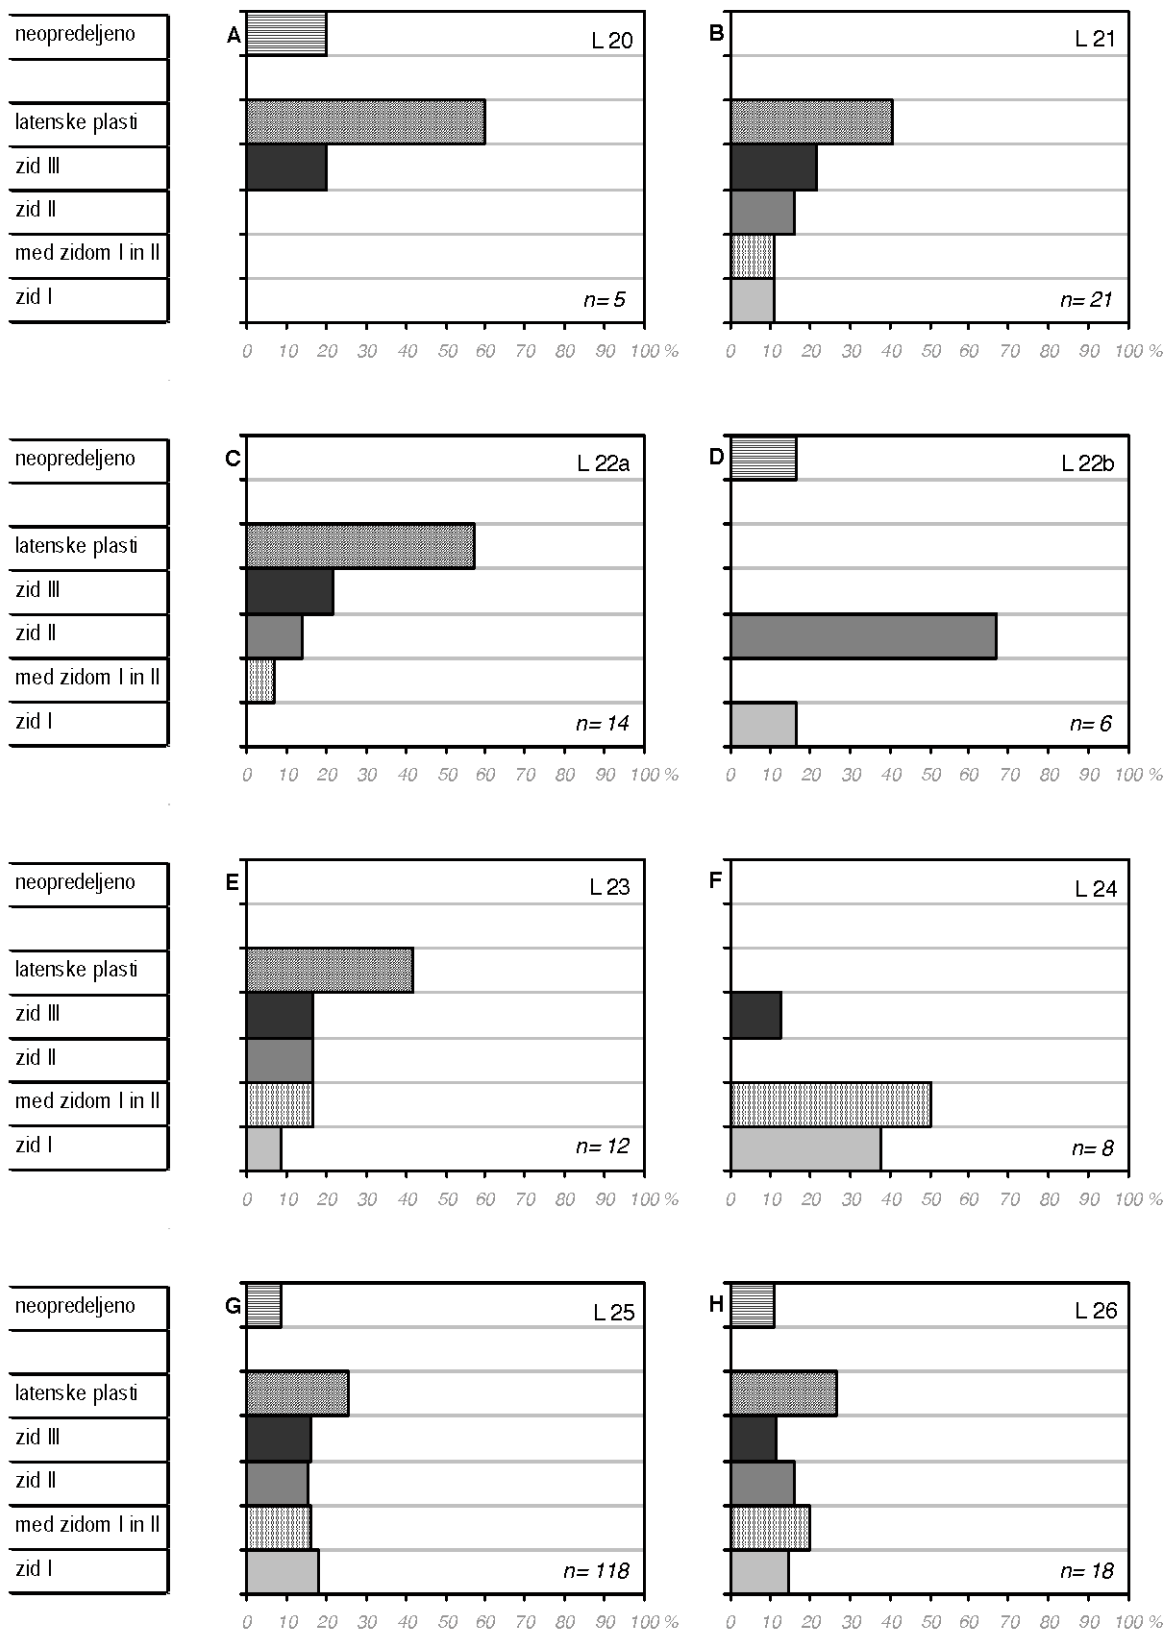 neopredeljeno
latenske plasti
zid III
zid II
med zidom I in II
zid I
A
L 20
n= 5
0 10 20 30 40 50 60 70 80 90 100 %
B
L 21
n= 21
0 10 20 30 40 50 60 70 80 90 100 %
neopredeljeno
latenske plasti
zid III
zid II
med zidom I in II
zid I
C
L 22a
n= 14
0 10 20 30 40 50 60 70 80 90 100 %
D
L 22b
n= 6
0 10 20 30 40 50 60 70 80 90 100 %
neopredeljeno
latenske plasti
zid III
zid II
med zidom I in II
zid I
E
L 23
n= 12
0 10 20 30 40 50 60 70 80 90 100 %
F
L 24
n= 8
0 10 20 30 40 50 60 70 80 90 100 %
neopredeljeno
latenske plasti
zid III
zid II
med zidom I in II
zid I
G
L 25
n= 118
0 10 20 30 40 50 60 70 80 90 100 %
H
L 26
n= 18
0 10 20 30 40 50 60 70 80 90 100 %